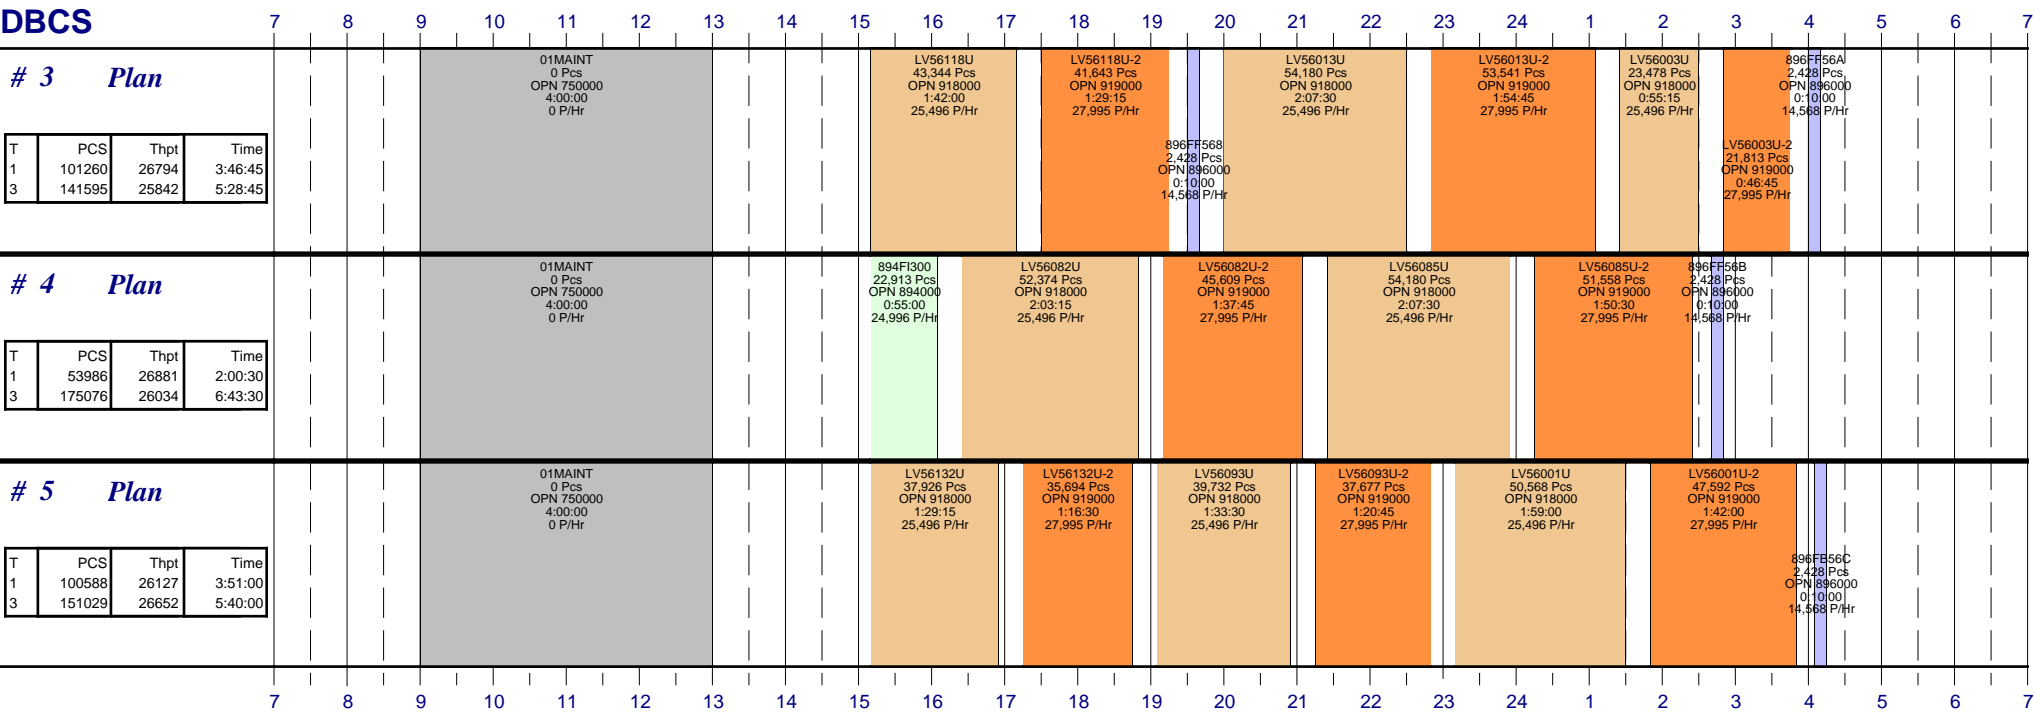 DBCS
7 8 9 10 11 12 13 14 15 16 17 18 19 20 21 22 23 24 1 2 3 4 5 6 7
# 3 Plan
T PCS Thpt Time
1 101260 26794 3:46:45
3 141595 25842 5:28:45
01MAINT
0 Pcs
OPN 750000
4:00:00
0 P/Hr
LV56118U
43,344 Pcs
OPN 918000
1:42:00
25,496 P/Hr
LV56118U-2
41,643 Pcs
OPN 919000
1:29:15
27,995 P/Hr
896FF568
2,428 Pcs
OPN 896000
0:10:00
14,568 P/Hr
LV56013U
54,180 Pcs
OPN 918000
2:07:30
25,496 P/Hr
LV56013U-2
53,541 Pcs
OPN 919000
1:54:45
27,995 P/Hr
LV56003U
23,478 Pcs
OPN 918000
0:55:15
25,496 P/Hr
LV56003U-2
21,813 Pcs
OPN 919000
0:46:45
27,995 P/Hr
896FF56A
2,428 Pcs
OPN 896000
0:10:00
14,568 P/Hr
# 4 Plan
T PCS Thpt Time
1 53986 26881 2:00:30
3 175076 26034 6:43:30
01MAINT
0 Pcs
OPN 750000
4:00:00
0 P/Hr
894FI300
22,913 Pcs
OPN 894000
0:55:00
24,996 P/Hr
LV56082U
52,374 Pcs
OPN 918000
2:03:15
25,496 P/Hr
LV56082U-2
45,609 Pcs
OPN 919000
1:37:45
27,995 P/Hr
LV56085U
54,180 Pcs
OPN 918000
2:07:30
25,496 P/Hr
LV56085U-2
51,558 Pcs
OPN 919000
1:50:30
27,995 P/Hr
896FF56B
2,428 Pcs
OPN 896000
0:10:00
14,568 P/Hr
# 5 Plan
T PCS Thpt Time
1 100588 26127 3:51:00
3 151029 26652 5:40:00
01MAINT
0 Pcs
OPN 750000
4:00:00
0 P/Hr
LV56132U
37,926 Pcs
OPN 918000
1:29:15
25,496 P/Hr
LV56132U-2
35,694 Pcs
OPN 919000
1:16:30
27,995 P/Hr
LV56093U
39,732 Pcs
OPN 918000
1:33:30
25,496 P/Hr
LV56093U-2
37,677 Pcs
OPN 919000
1:20:45
27,995 P/Hr
LV56001U
50,568 Pcs
OPN 918000
1:59:00
25,496 P/Hr
LV56001U-2
47,592 Pcs
OPN 919000
1:42:00
27,995 P/Hr
896FB56C
2,428 Pcs
OPN 896000
0:10:00
14,568 P/Hr
7 8 9 10 11 12 13 14 15 16 17 18 19 20 21 22 23 24 1 2 3 4 5 6 7